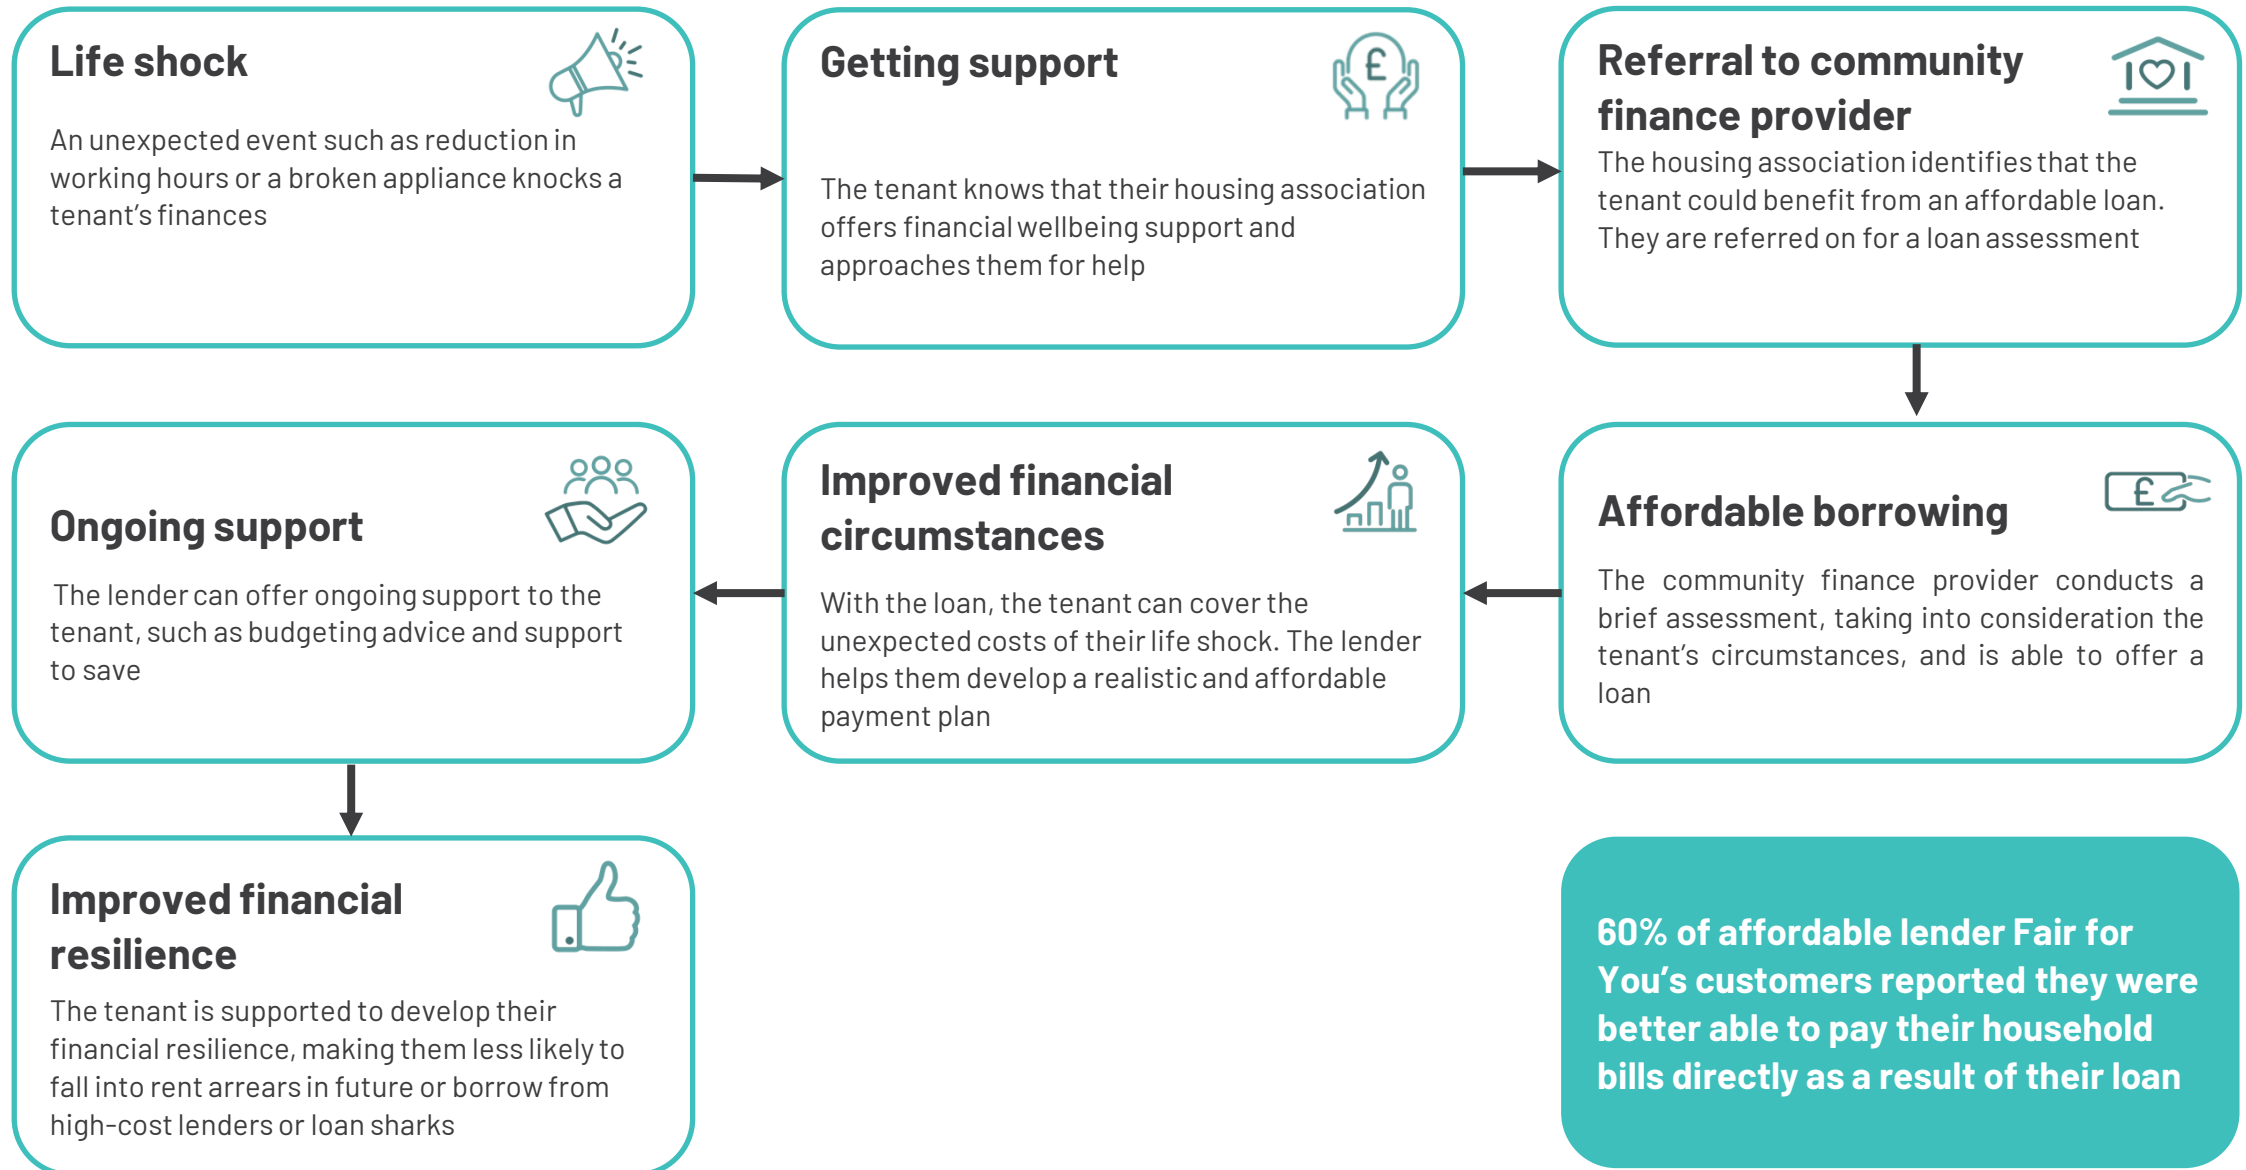 Life shock
An unexpected event such as reduction in
working hours or a broken appliance knocks a
tenant's finances
Getting support
£
The tenant knows that their housing association
offers financial wellbeing support and
approaches them for help
Referral to community
finance provider
The housing association identifies that the
tenant could benefit from an affordable loan.
They are referred on for a loan assessment
Affordable borrowing
£
The community finance provider conducts a
brief assessment, taking into consideration the
tenant's circumstances, and is able to offer a
loan
Improved financial
circumstances
With the loan, the tenant can cover the
unexpected costs of their life shock. The lender
helps them develop a realistic and affordable
payment plan
Ongoing support
The lender can offer ongoing support to the
tenant, such as budgeting advice and support
to save
Improved financial
resilience
The tenant is supported to develop their
financial resilience, making them less likely to
fall into rent arrears in future or borrow from
high-cost lenders or loan sharks
60% of affordable lender Fair for
You's customers reported they were
better able to pay their household
bills directly as a result of their loan